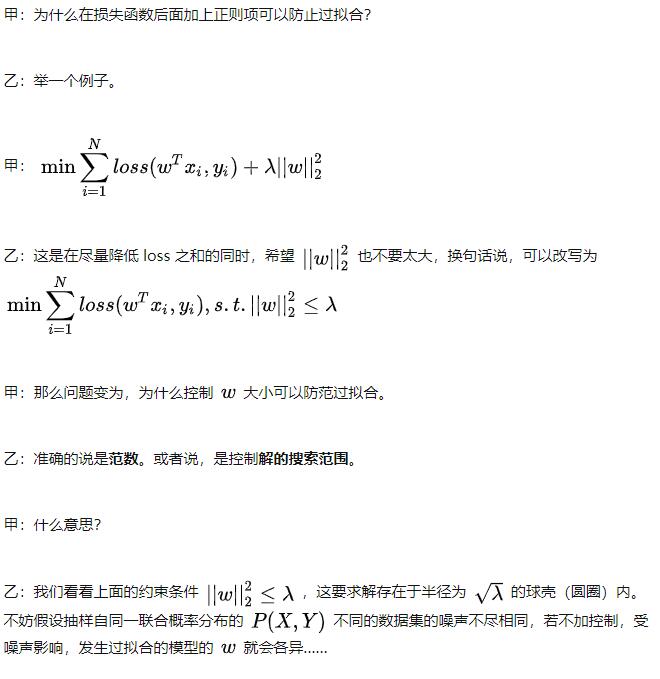 甲：为什么在损失函数后面加上正则项可以防止过拟合？
乙：举一个例子。
甲： min ∑_{i=1}^{N} loss(w^T x_i, y_i) + λ||w||_2^2
乙：这是在尽量降低 loss 之和的同时，希望 ||w||_2^2 也不要太大，换句话说，可以改写为
min ∑_{i=1}^{N} loss(w^T x_i, y_i), s.t. ||w||_2^2 ≤ λ
甲：那么问题变为，为什么控制 w 大小可以防范过拟合。
乙：准确的说是范数。或者说，是控制解的搜索范围。
甲：什么意思？
乙：我们看看上面的约束条件 ||w||_2^2 ≤ λ ，这要求解存在于半径为 √λ 的球壳（圆圈）内。
不妨假设抽样自同一联合概率分布的 P(X, Y) 不同的数据集的噪声不尽相同，若不加控制，受
噪声影响，发生过拟合的模型的 w 就会各异......